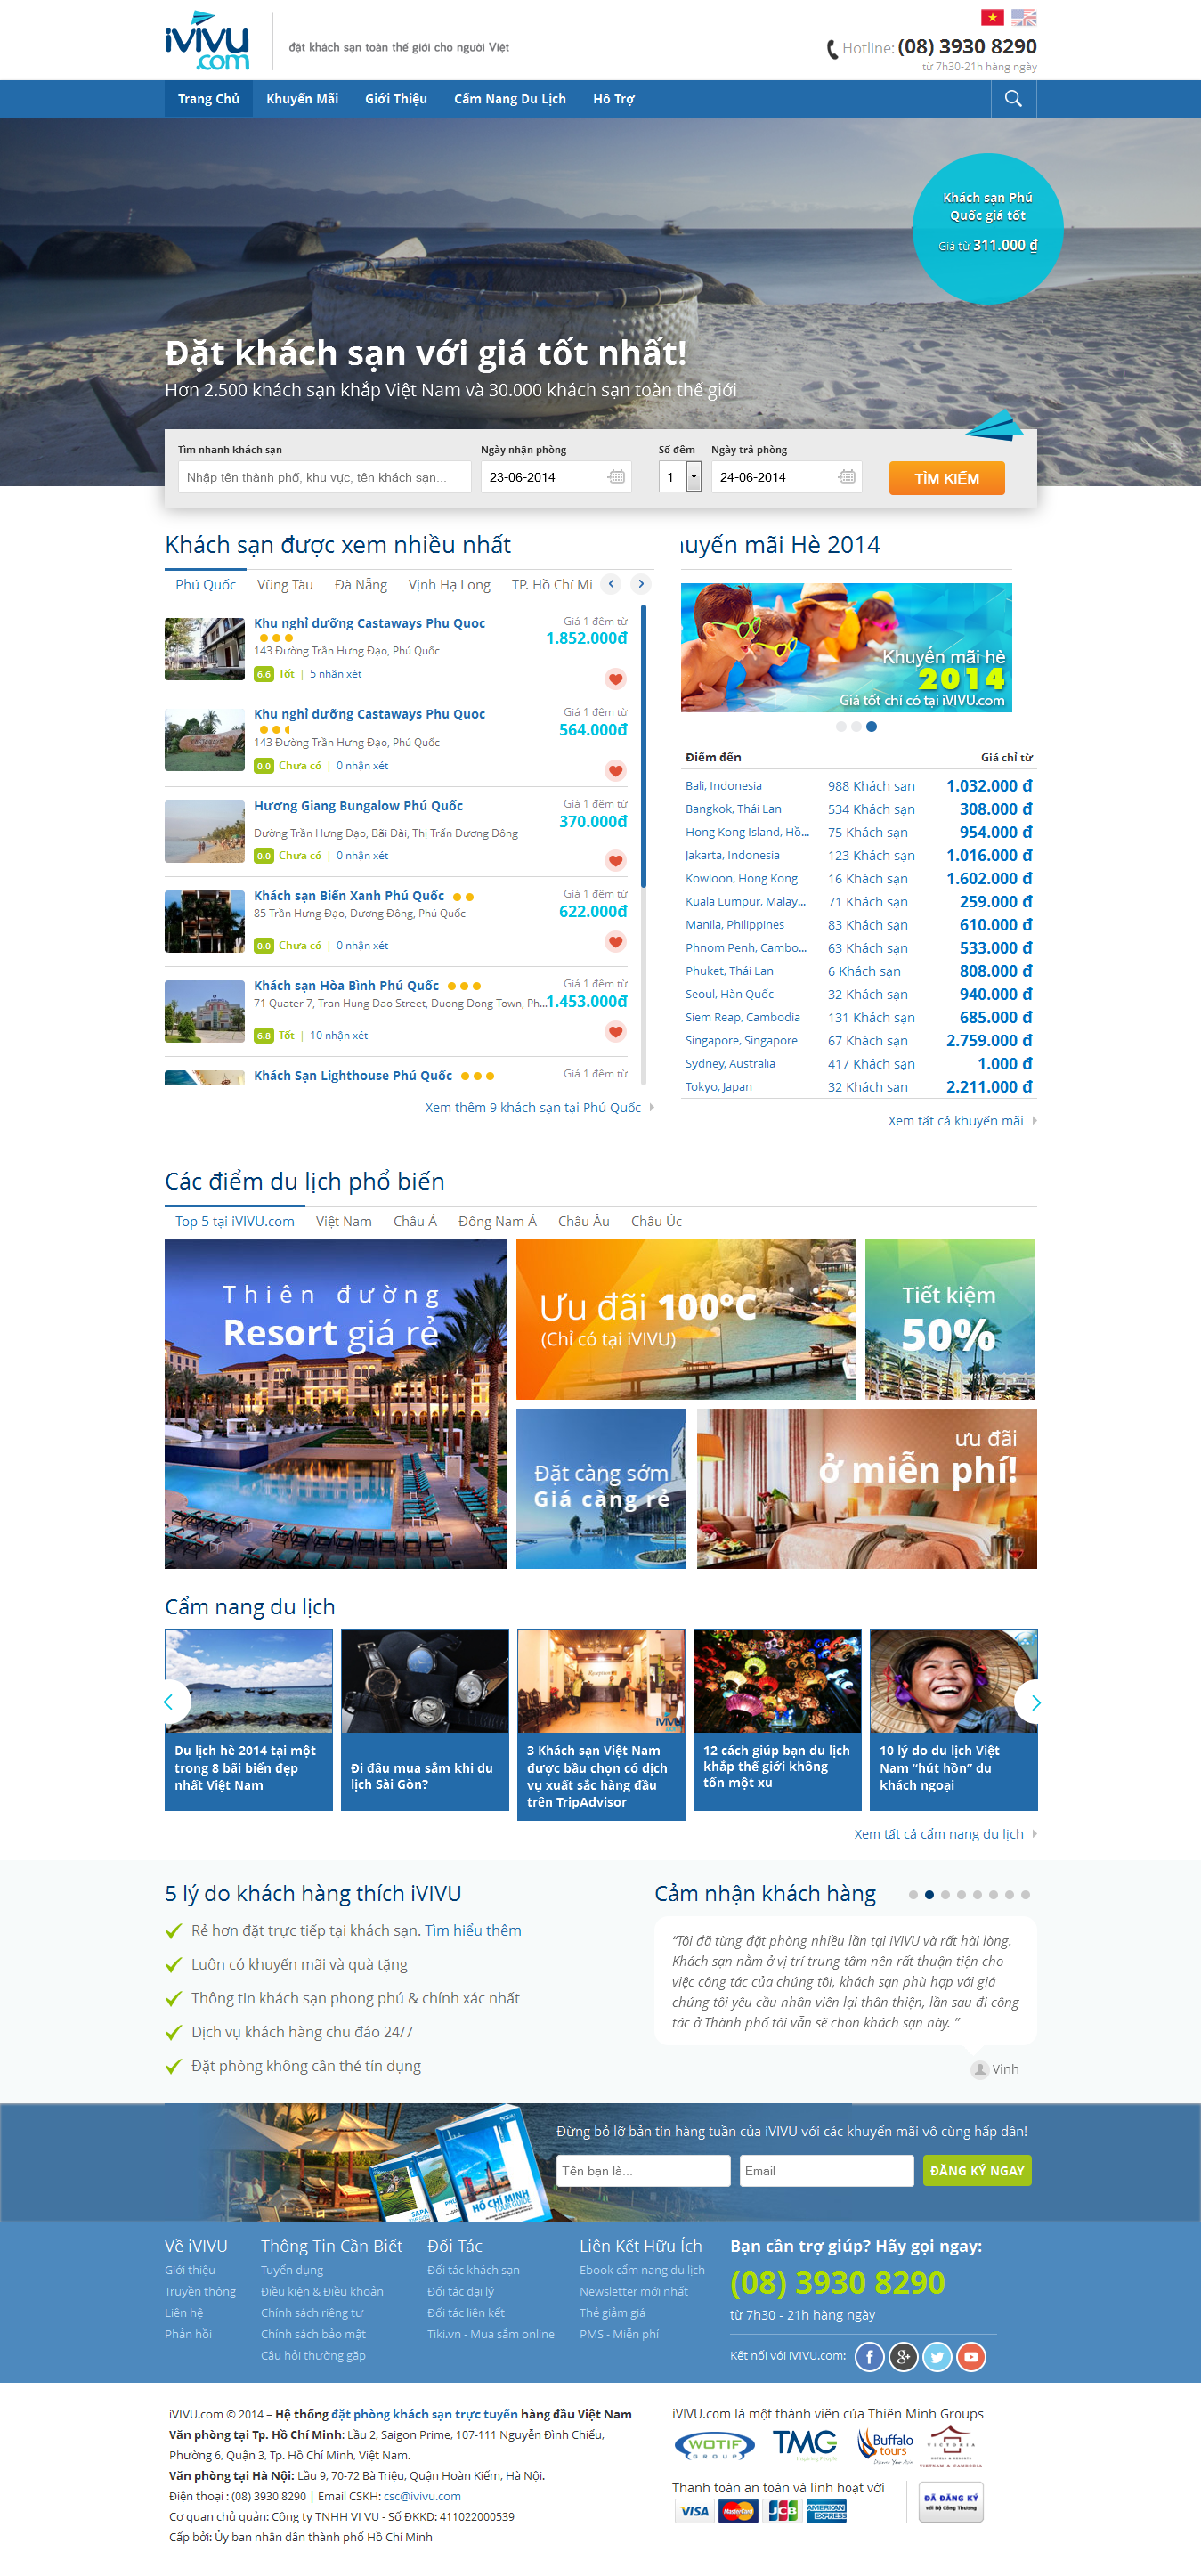 iVIVU
.com
đặt khách sạn toàn thế giới cho người Việt
Hotline: (08) 3930 8290
từ 7h30-21h hàng ngày
Trang Chủ Khuyến Mãi Giới Thiệu Cẩm Nang Du Lịch Hỗ Trợ
Khách sạn Phú
Quốc giá tốt
Giá từ 311.000 ₫
Đặt khách sạn với giá tốt nhất!
Hơn 2.500 khách sạn khắp Việt Nam và 30.000 khách sạn toàn thế giới
Tìm nhanh khách sạn Ngày nhận phòng Số đêm Ngày trả phòng
Nhập tên thành phố, khu vực, tên khách sạn... 23-06-2014 1 24-06-2014 TÌM KIẾM
Khách sạn được xem nhiều nhất
Phú Quốc Vũng Tàu Đà Nẵng Vịnh Hạ Long TP. Hồ Chí Mi
Khu nghỉ dưỡng Castaways Phu Quoc Giá 1 đêm từ
1.852.000đ
143 Đường Trần Hưng Đạo, Phú Quốc
6.6 Tốt | 5 nhận xét
Khu nghỉ dưỡng Castaways Phu Quoc Giá 1 đêm từ
564.000đ
143 Đường Trần Hưng Đạo, Phú Quốc
0.0 Chưa có | 0 nhận xét
Hương Giang Bungalow Phú Quốc Giá 1 đêm từ
370.000đ
Đường Trần Hưng Đạo, Bãi Dài, Thị Trấn Dương Đông
0.0 Chưa có | 0 nhận xét
Khách sạn Biển Xanh Phú Quốc Giá 1 đêm từ
85 Trần Hưng Đạo, Dương Đông, Phú Quốc 622.000đ
0.0 Chưa có | 0 nhận xét
Khách sạn Hòa Bình Phú Quốc Giá 1 đêm từ
71 Quater 7, Tran Hung Dao Street, Duong Dong Town, Ph... 1.453.000đ
6.8 Tốt | 10 nhận xét
Khách Sạn Lighthouse Phú Quốc Giá 1 đêm từ
Xem thêm 9 khách sạn tại Phú Quốc
uyến mãi Hè 2014
Khuyến mãi hè
2014
Giá tốt chỉ có tại iVIVU.com
Điểm đến Giá chỉ từ
Bali, Indonesia 988 Khách sạn 1.032.000 đ
Bangkok, Thái Lan 534 Khách sạn 308.000 đ
Hong Kong Island, Hồ... 75 Khách sạn 954.000 đ
Jakarta, Indonesia 123 Khách sạn 1.016.000 đ
Kowloon, Hong Kong 16 Khách sạn 1.602.000 đ
Kuala Lumpur, Malay... 71 Khách sạn 259.000 đ
Manila, Philippines 83 Khách sạn 610.000 đ
Phnom Penh, Cambo... 63 Khách sạn 533.000 đ
Phuket, Thái Lan 6 Khách sạn 808.000 đ
Seoul, Hàn Quốc 32 Khách sạn 940.000 đ
Siem Reap, Cambodia 131 Khách sạn 685.000 đ
Singapore, Singapore 67 Khách sạn 2.759.000 đ
Sydney, Australia 417 Khách sạn 1.000 đ
Tokyo, Japan 32 Khách sạn 2.211.000 đ
Xem tất cả khuyến mãi
Các điểm du lịch phổ biến
Top 5 tại iVIVU.com Việt Nam Châu Á Đông Nam Á Châu Âu Châu Úc
Thiên đường
Resort giá rẻ
Ưu đãi 100°C
(Chỉ có tại iVIVU)
Tiết kiệm
50%
Đặt càng sớm
Giá càng rẻ
ưu đãi
ở miễn phí!
Cẩm nang du lịch
Du lịch hè 2014 tại một
trong 8 bãi biển đẹp
nhất Việt Nam
Đi đâu mua sắm khi du
lịch Sài Gòn?
3 Khách sạn Việt Nam
được bầu chọn có dịch
vụ xuất sắc hàng đầu
trên TripAdvisor
12 cách giúp bạn du lịch
khắp thế giới không
tốn một xu
10 lý do du lịch Việt
Nam “hút hồn” du
khách ngoại
Xem tất cả cẩm nang du lịch
5 lý do khách hàng thích iVIVU
Rẻ hơn đặt trực tiếp tại khách sạn. Tìm hiểu thêm
Luôn có khuyến mãi và quà tặng
Thông tin khách sạn phong phú & chính xác nhất
Dịch vụ khách hàng chu đáo 24/7
Đặt phòng không cần thẻ tín dụng
Cảm nhận khách hàng
“Tôi đã từng đặt phòng nhiều lần tại iVIVU và rất hài lòng.
Khách sạn nằm ở vị trí trung tâm nên rất thuận tiện cho
việc công tác của chúng tôi, khách sạn phù hợp với giá
chúng tôi yêu cầu nhân viên lại thân thiện, lần sau đi công
tác ở Thành phố tôi vẫn sẽ chon khách sạn này. ”
Vinh
SAPA
HỒ CHÍ MINH
TOUR GUIDE
Đừng bỏ lỡ bản tin hàng tuần của iVIVU với các khuyến mãi vô cùng hấp dẫn!
Tên bạn là... Email ĐĂNG KÝ NGAY
Về iVIVU
Giới thiệu
Truyền thông
Liên hệ
Phản hồi
Thông Tin Cần Biết
Tuyển dụng
Điều kiện & Điều khoản
Chính sách riêng tư
Chính sách bảo mật
Câu hỏi thường gặp
Đối Tác
Đối tác khách sạn
Đối tác đại lý
Đối tác liên kết
Tiki.vn - Mua sắm online
Liên Kết Hữu Ích
Ebook cẩm nang du lịch
Newsletter mới nhất
Thẻ giảm giá
PMS - Miễn phí
Bạn cần trợ giúp? Hãy gọi ngay:
(08) 3930 8290
từ 7h30 - 21h hàng ngày
Kết nối với iVIVU.com:
iVIVU.com © 2014 – Hệ thống đặt phòng khách sạn trực tuyến hàng đầu Việt Nam
Văn phòng tại Tp. Hồ Chí Minh: Lầu 2, Saigon Prime, 107-111 Nguyễn Đình Chiểu,
Phường 6, Quận 3, Tp. Hồ Chí Minh, Việt Nam.
Văn phòng tại Hà Nội: Lầu 9, 70-72 Bà Triệu, Quận Hoàn Kiếm, Hà Nội.
Điện thoại : (08) 3930 8290 | Email CSKH: csc@ivivu.com
Cơ quan chủ quản: Công ty TNHH VI VU - Số ĐKKD: 411022000539
Cấp bởi: Ủy ban nhân dân thành phố Hồ Chí Minh
iVIVU.com là một thành viên của Thiên Minh Groups
WOTIF
GROUP
TMG
Buffalo
tours
VICTORIA
HOTELS & RESORTS
VIETNAM & CAMBODIA
Thanh toán an toàn và linh hoạt với
VISA MasterCard JCB AMERICAN EXPRESS
ĐÃ ĐĂNG KÝ
với Bộ Công Thương